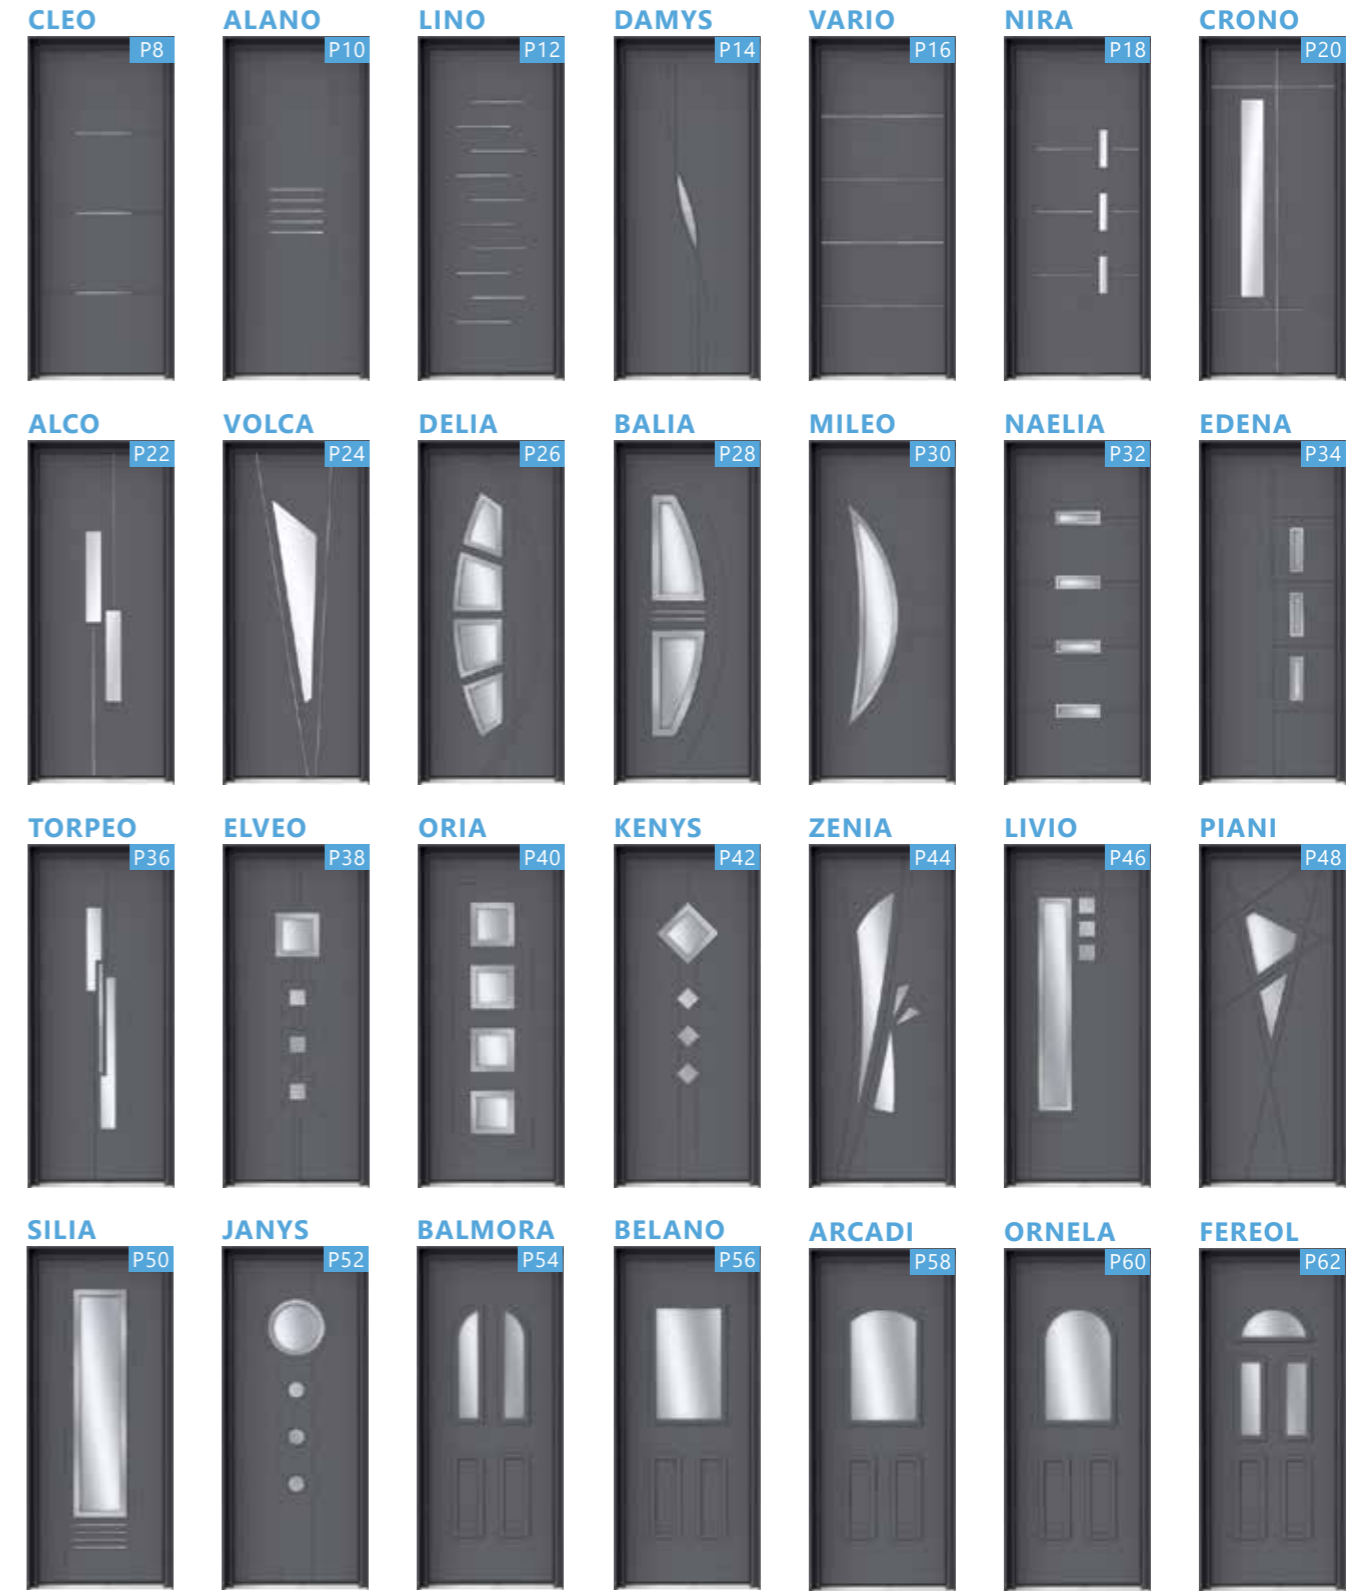 CLEO ALANO LINO DAMYS VARIO NIRA CRONO
P8 P10 P12 P14 P16 P18 P20
ALCO VOLCA DELIA BALIA MILEO NAELIA EDENA
P22 P24 P26 P28 P30 P32 P34
TORPEO ELVEO ORIA KENYS ZENIA LIVIO PIANI
P36 P38 P40 P42 P44 P46 P48
SILIA JANYS BALMORA BELANO ARCADI ORNELA FEREOL
P50 P52 P54 P56 P58 P60 P62